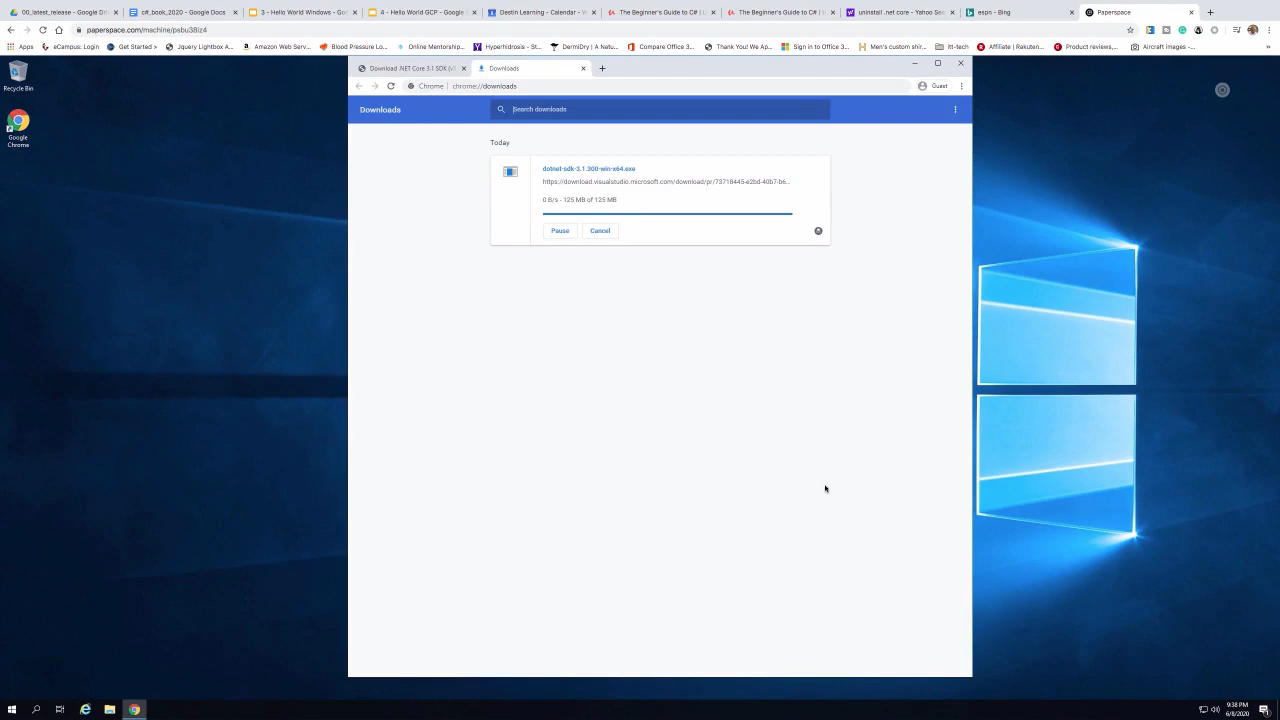 00_latest_release - Google Dri
c#_book_2020 - Google Docs
3 - Hello World Windows - Goo
4 - Hello World GCP - Google
Destin Learning - Calendar - W
The Beginner's Guide to C# | U
The Beginner's Guide to C# | U
uninstall .net core - Yahoo Sea
espn - Bing
Paperspace
paperspace.com/machine/psbu38iz4
Apps
eCampus: Login
Get Started >
Jquery Lightbox A...
Amazon Web Serv...
Blood Pressure Lo...
Online Mentorship...
Hyperhidrosis - St...
DermiDry | A Natu...
Compare Office 3...
Thank You! We Ap...
Sign in to Office 3...
Men's custom shir...
itt-tech
Affiliate | Rakuten...
Product reviews,...
Aircraft images -...
Recycle Bin
Google
Chrome
Download .NET Core 3.1 SDK (v3
Downloads
Chrome | chrome://downloads
Guest
Downloads
Search downloads
Today
dotnet-sdk-3.1.300-win-x64.exe
https://download.visualstudio.microsoft.com/download/pr/73718445-e2bd-40b7-b6...
0 B/s - 125 MB of 125 MB
Pause
Cancel
9:38 PM
6/8/2020